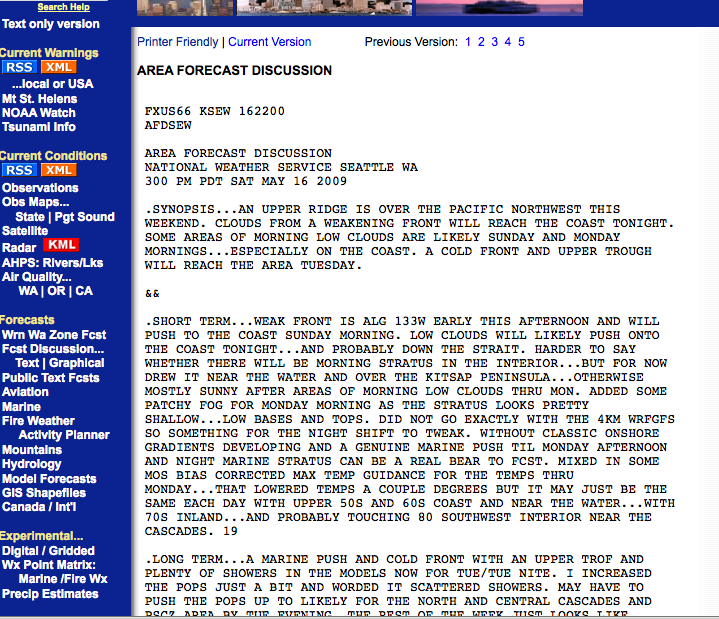 Search Help
Text only version
Current Warnings
RSS XML
...local or USA
Mt St. Helens
NOAA Watch
Tsunami Info
Current Conditions
RSS XML
Observations
Obs Maps...
State | Pgt Sound
Satellite
Radar KML
AHPS: Rivers/Lks
Air Quality...
WA | OR | CA
Forecasts
Wrn Wa Zone Fcst
Fcst Discussion...
Text | Graphical
Public Text Fcsts
Aviation
Marine
Fire Weather
Activity Planner
Mountains
Hydrology
Model Forecasts
GIS Shapefiles
Canada / Int'l
Experimental...
Digital / Gridded
Wx Point Matrix:
Marine /Fire Wx
Precip Estimates
Printer Friendly | Current Version Previous Version: 1 2 3 4 5
AREA FORECAST DISCUSSION
FXUS66 KSEW 162200
AFDSEW
AREA FORECAST DISCUSSION
NATIONAL WEATHER SERVICE SEATTLE WA
300 PM PDT SAT MAY 16 2009
.SYNOPSIS...AN UPPER RIDGE IS OVER THE PACIFIC NORTHWEST THIS
WEEKEND. CLOUDS FROM A WEAKENING FRONT WILL REACH THE COAST TONIGHT.
SOME AREAS OF MORNING LOW CLOUDS ARE LIKELY SUNDAY AND MONDAY
MORNINGS...ESPECIALLY ON THE COAST. A COLD FRONT AND UPPER TROUGH
WILL REACH THE AREA TUESDAY.
&&
.SHORT TERM...WEAK FRONT IS ALG 133W EARLY THIS AFTERNOON AND WILL
PUSH TO THE COAST SUNDAY MORNING. LOW CLOUDS WILL LIKELY PUSH ONTO
THE COAST TONIGHT...AND PROBABLY DOWN THE STRAIT. HARDER TO SAY
WHETHER THERE WILL BE MORNING STRATUS IN THE INTERIOR...BUT FOR NOW
DREW IT NEAR THE WATER AND OVER THE KITSAP PENINSULA...OTHERWISE
MOSTLY SUNNY AFTER AREAS OF MORNING LOW CLOUDS THRU MON. ADDED SOME
PATCHY FOG FOR MONDAY MORNING AS THE STRATUS LOOKS PRETTY
SHALLOW...LOW BASES AND TOPS. DID NOT GO EXACTLY WITH THE 4KM WRFGFS
SO SOMETHING FOR THE NIGHT SHIFT TO TWEAK. WITHOUT CLASSIC ONSHORE
GRADIENTS DEVELOPING AND A GENUINE MARINE PUSH TIL MONDAY AFTERNOON
AND NIGHT MARINE STRATUS CAN BE A REAL BEAR TO FCST. MIXED IN SOME
MOS BIAS CORRECTED MAX TEMP GUIDANCE FOR THE TEMPS THRU
MONDAY...THAT LOWERED TEMPS A COUPLE DEGREES BUT IT MAY JUST BE THE
SAME EACH DAY WITH UPPER 50S AND 60S COAST AND NEAR THE WATER...WITH
70S INLAND...AND PROBABLY TOUCHING 80 SOUTHWEST INTERIOR NEAR THE
CASCADES. 19
.LONG TERM...A MARINE PUSH AND COLD FRONT WITH AN UPPER TROF AND
PLENTY OF SHOWERS IN THE MODELS NOW FOR TUE/TUE NITE. I INCREASED
THE POPS JUST A BIT AND WORDED IT SCATTERED SHOWERS. MAY HAVE TO
PUSH THE POPS UP TO LIKELY FOR THE NORTH AND CENTRAL CASCADES AND
PSCZ AREA BY TUE EVENING. THE REST OF THE WEEK JUST LOOKS LIKE